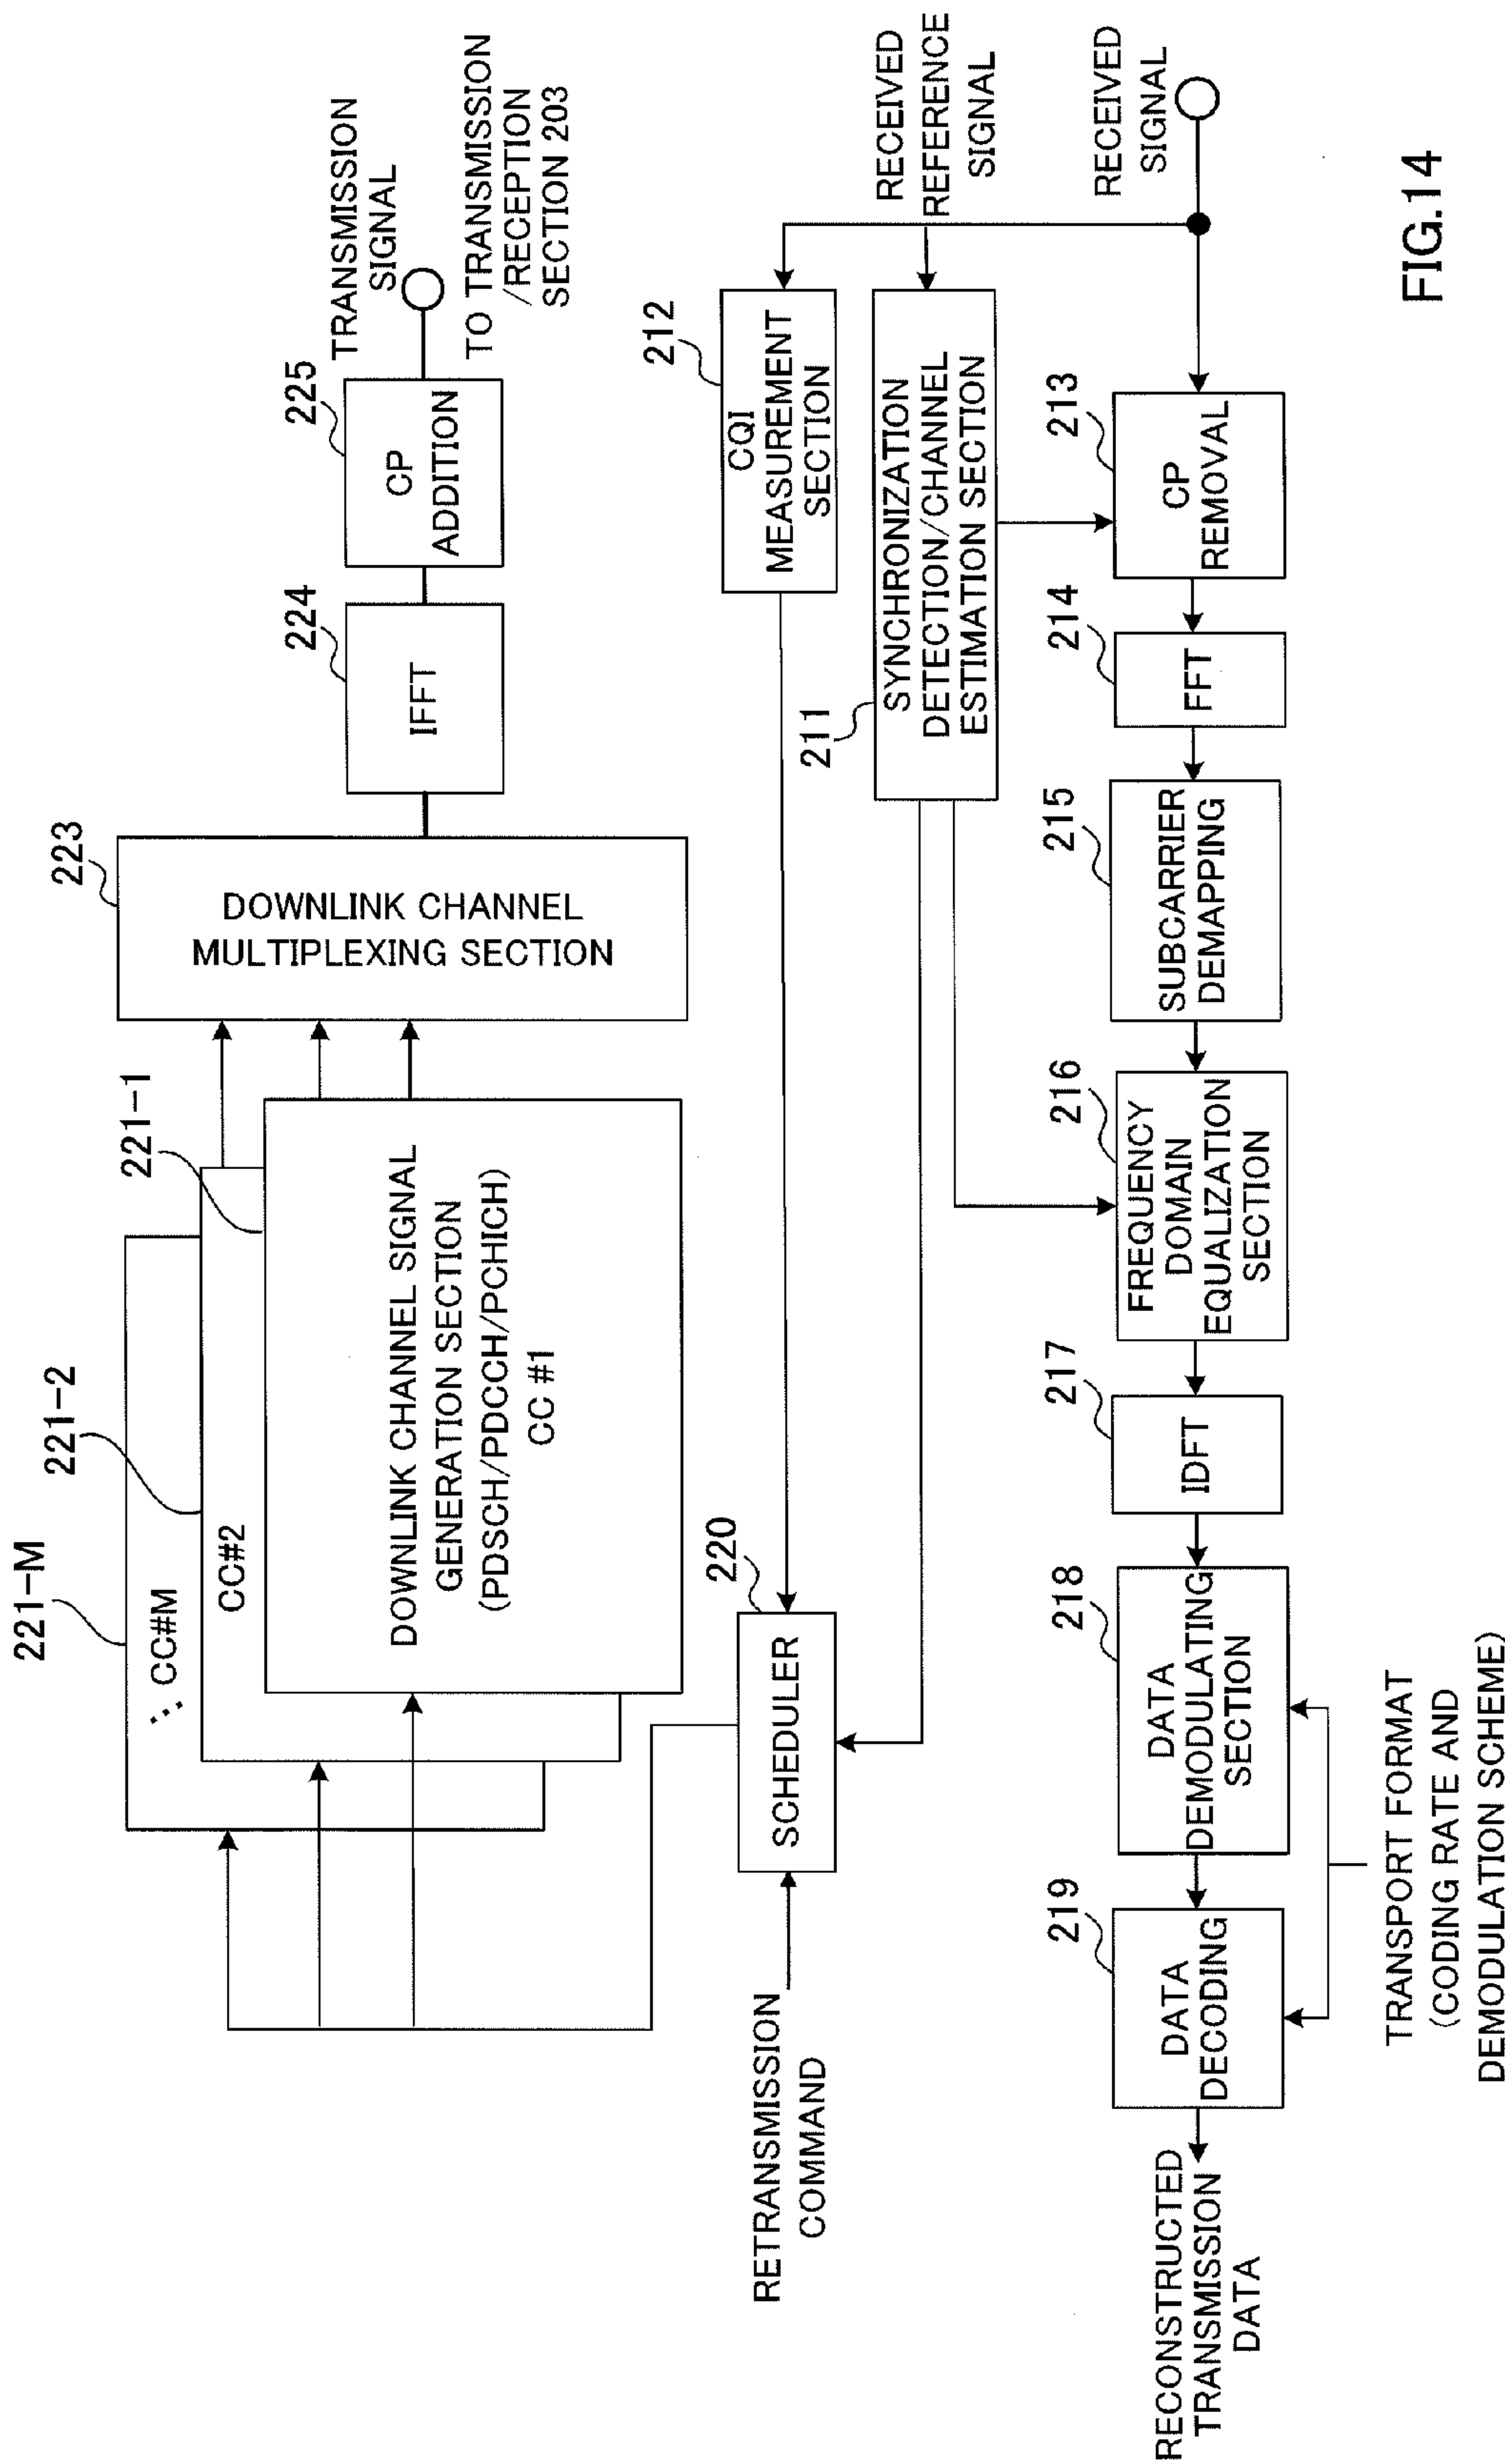 221-M
221-2
221-1
223
224
225
TRANSMISSION
SIGNAL
CC#M
...
CC#2
DOWNLINK CHANNEL SIGNAL
GENERATION SECTION
(PDSCH/PDCCH/PCHICH)
CC #1
DOWNLINK CHANNEL
MULTIPLEXING SECTION
IFFT
CP
ADDITION
TO TRANSMISSION
/RECEPTION
SECTION 203
220
212
RETRANSMISSION
COMMAND
SCHEDULER
CQI
MEASUREMENT
SECTION
211
SYNCHRONIZATION
DETECTION/CHANNEL
ESTIMATION SECTION
RECEIVED
REFERENCE
SIGNAL
219
218
217
216
215
214
213
RECEIVED
SIGNAL
RECONSTRUCTED
TRANSMISSION
DATA
DATA
DECODING
DATA
DEMODULATING
SECTION
IDFT
FREQUENCY
DOMAIN
EQUALIZATION
SECTION
SUBCARRIER
DEMAPPING
FFT
CP
REMOVAL
TRANSPORT FORMAT
(CODING RATE AND
DEMODULATION SCHEME)
FIG.14